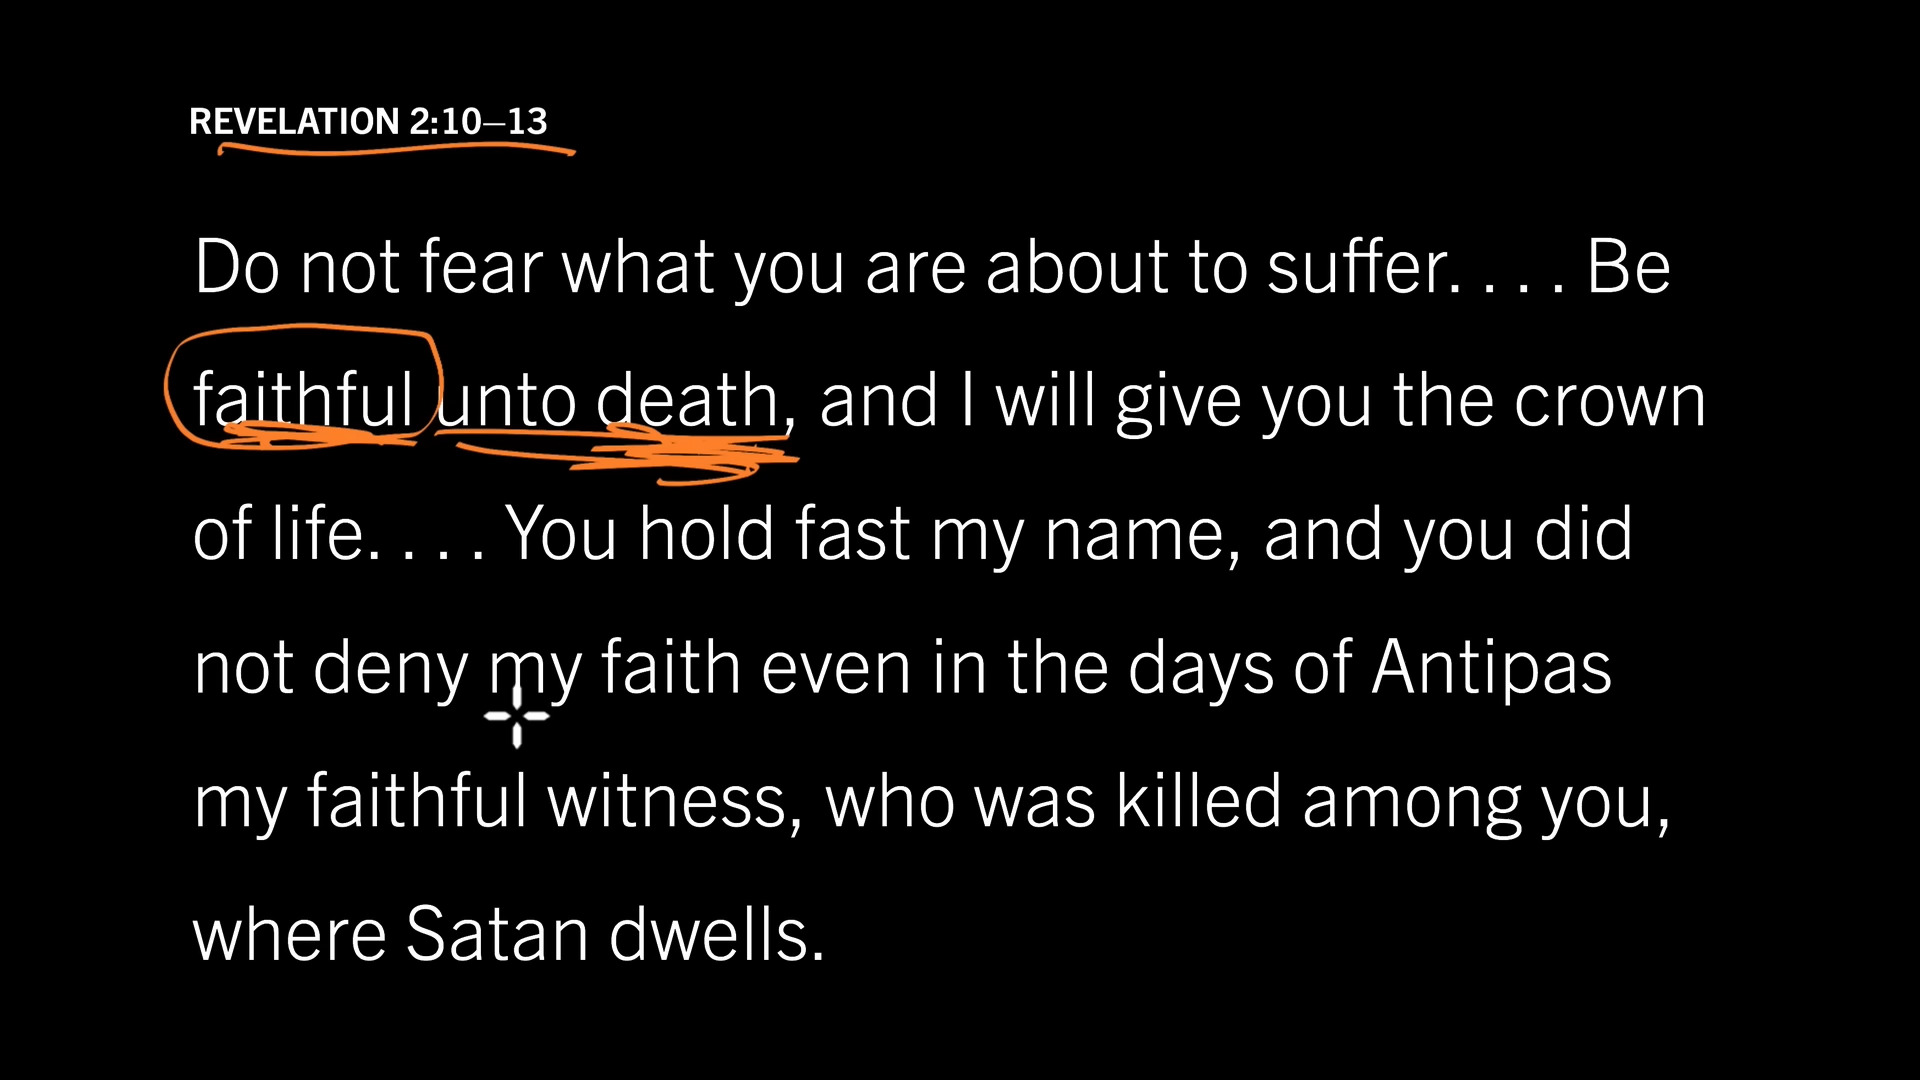 REVELATION 2:10–13
Do not fear what you are about to suffer. . . . Be
faithful unto death, and I will give you the crown
of life. . . . You hold fast my name, and you did
not deny my faith even in the days of Antipas
my faithful witness, who was killed among you,
where Satan dwells.